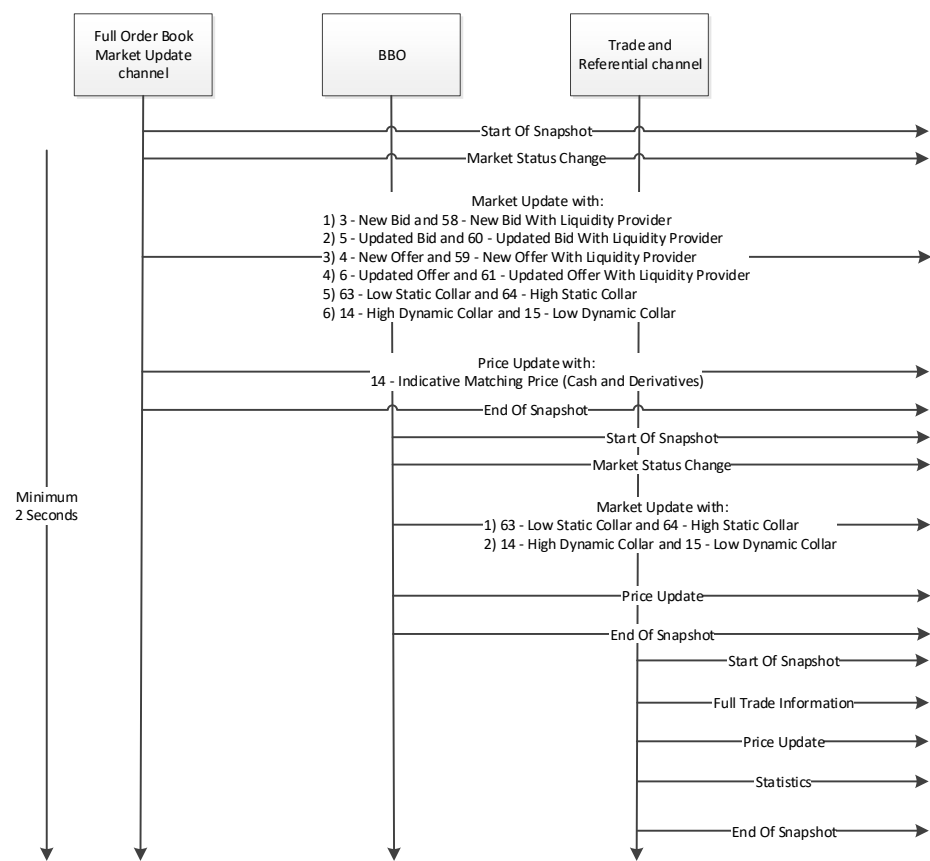 Full Order Book
Market Update
channel
BBO
Trade and
Referential channel
Start Of Snapshot
Market Status Change
Market Update with:
1) 3 - New Bid and 58 - New Bid With Liquidity Provider
2) 5 - Updated Bid and 60 - Updated Bid With Liquidity Provider
3) 4 - New Offer and 59 - New Offer With Liquidity Provider
4) 6 - Updated Offer and 61 - Updated Offer With Liquidity Provider
5) 63 - Low Static Collar and 64 - High Static Collar
6) 14 - High Dynamic Collar and 15 - Low Dynamic Collar
Price Update with:
14 - Indicative Matching Price (Cash and Derivatives)
End Of Snapshot
Start Of Snapshot
Market Status Change
Minimum
2 Seconds
Market Update with:
1) 63 - Low Static Collar and 64 - High Static Collar
2) 14 - High Dynamic Collar and 15 - Low Dynamic Collar
Price Update
End Of Snapshot
Start Of Snapshot
Full Trade Information
Price Update
Statistics
End Of Snapshot